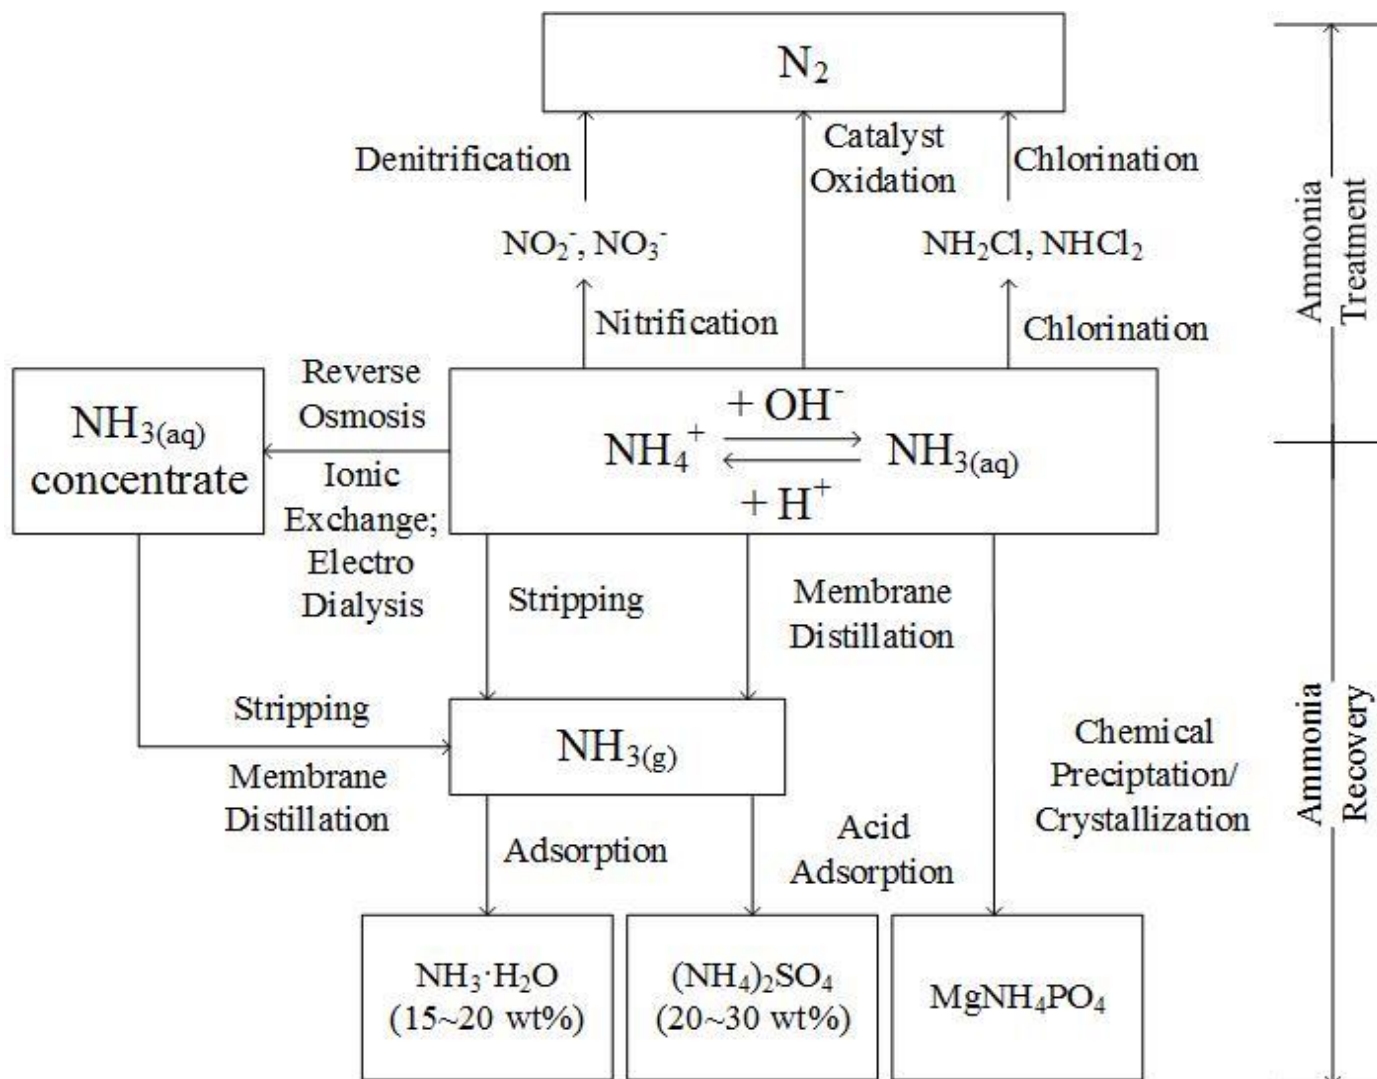 N₂
Denitrification
Catalyst
Oxidation
Chlorination
NO₂⁻, NO₃⁻
NH₂Cl, NHCl₂
Nitrification
Chlorination
Ammonia
Treatment
NH₃(aq)
concentrate
Reverse
Osmosis
Ionic
Exchange;
Electro
Dialysis
+ OH⁻
NH₄⁺
NH₃(aq)
+ H⁺
Stripping
Membrane
Distillation
Stripping
Membrane
Distillation
NH₃(g)
Chemical
Preciptation/
Crystallization
Ammonia
Recovery
Adsorption
Acid
Adsorption
NH₃·H₂O
(15~20 wt%)
(NH₄)₂SO₄
(20~30 wt%)
MgNH₄PO₄